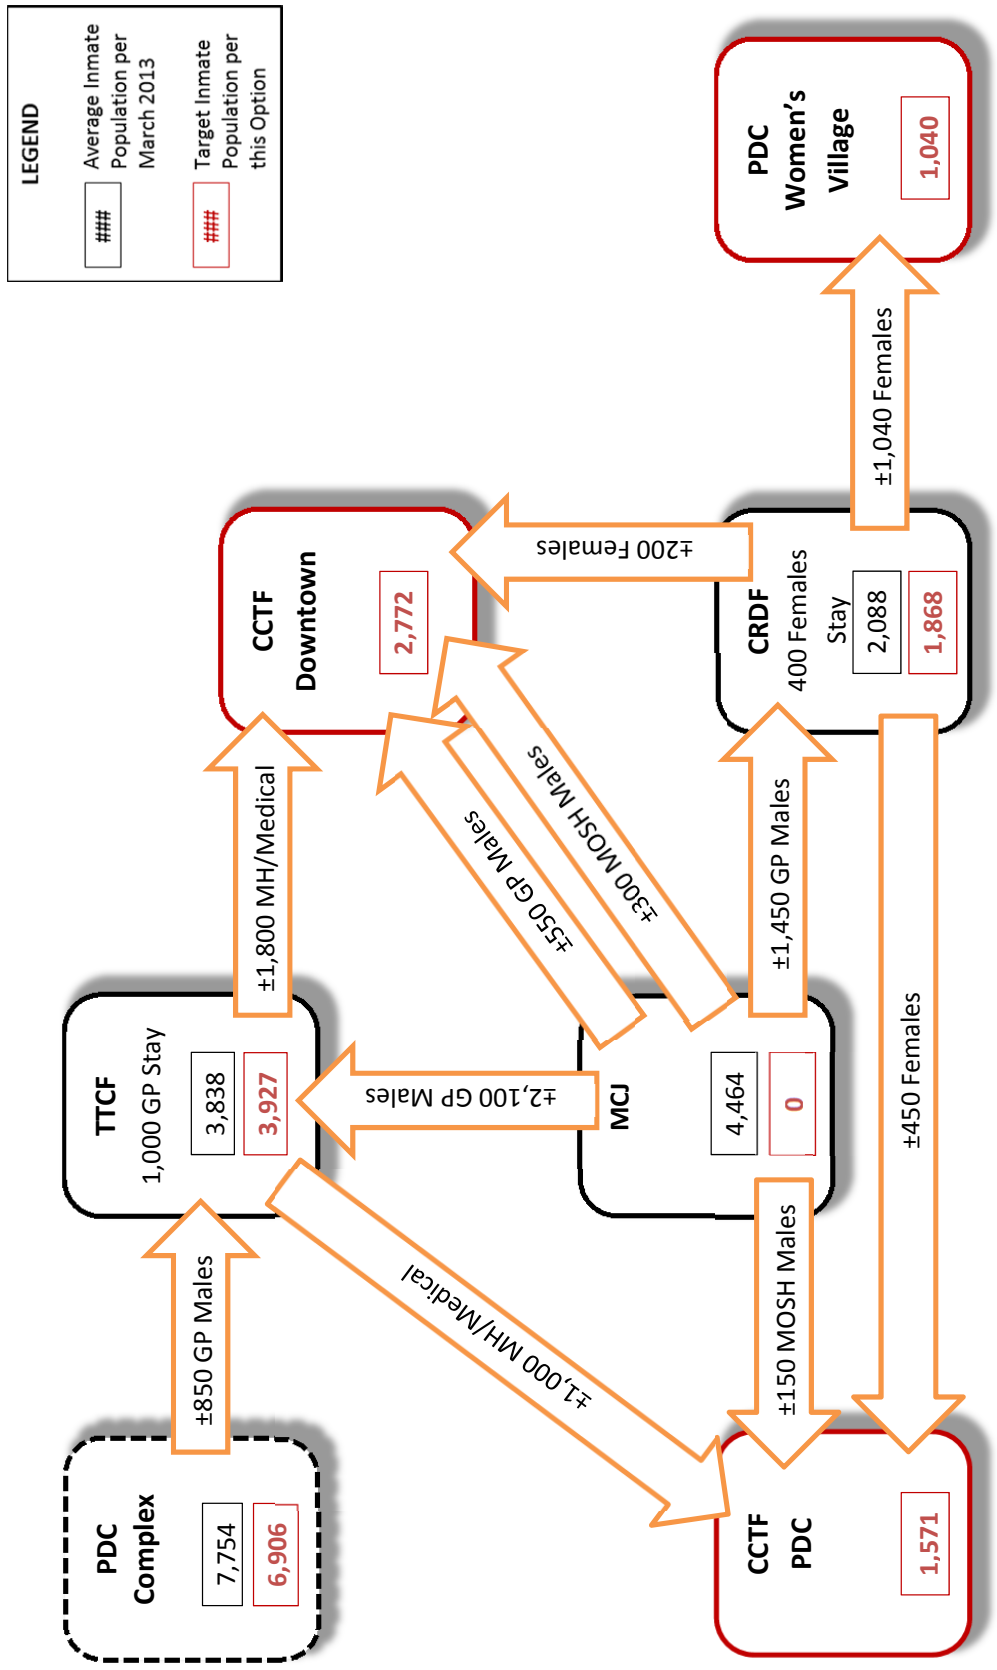 LEGEND
###
Average Inmate
Population per
March 2013
###
Target Inmate
Population per
this Option
PDC
Complex
7,754
6,906
±850 GP Males
TTCF
1,000 GP Stay
3,838
3,927
±1,800 MH/Medical
CCTF
Downtown
2,772
±1,000 MH/Medical
±2,100 GP Males
±550 GP Males
±300 MOSH Males
±200 Females
MCJ
4,464
0
±150 MOSH Males
±1,450 GP Males
CCTF
PDC
1,571
±450 Females
CRDF
400 Females
Stay
2,088
1,868
±1,040 Females
PDC
Women's
Village
1,040